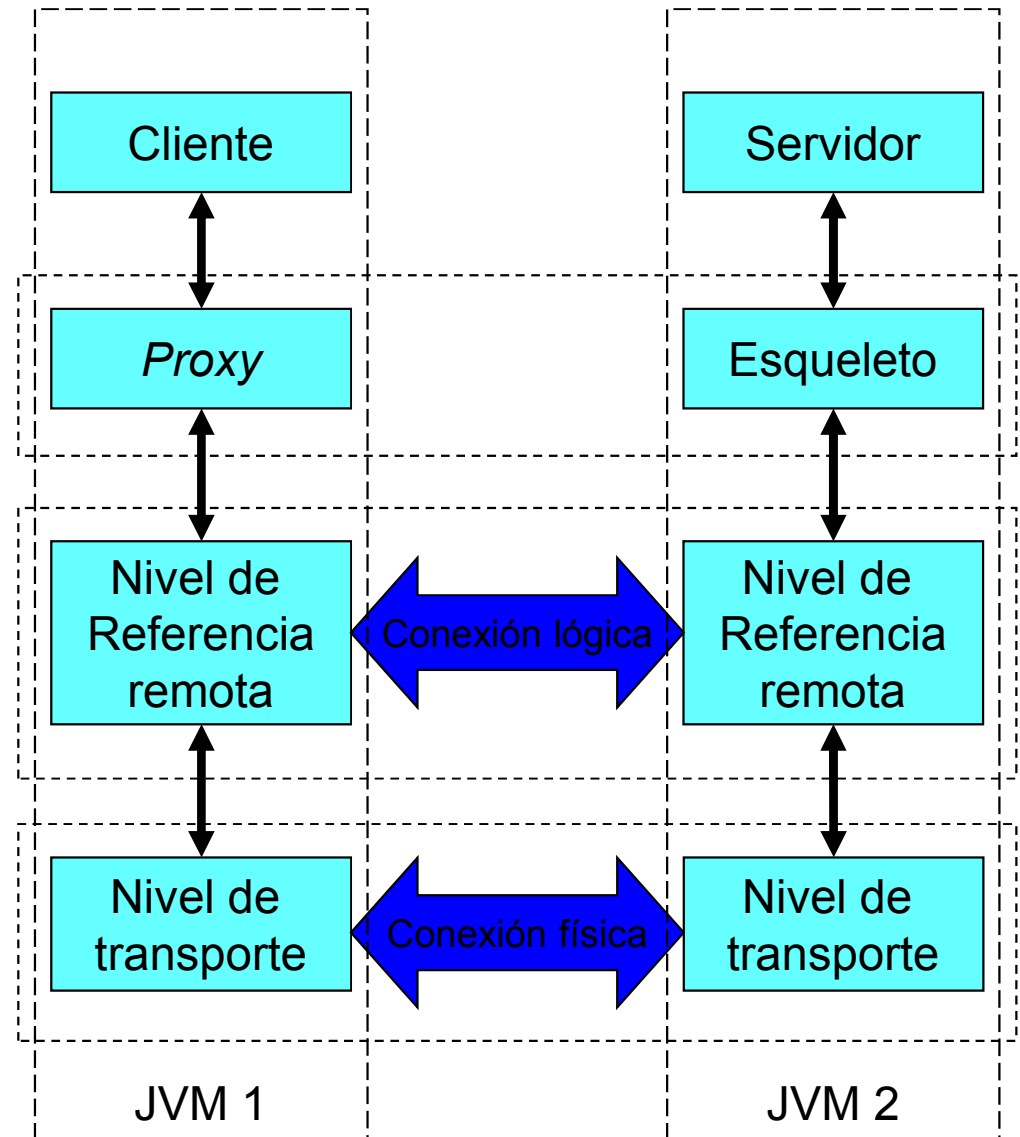 Cliente
Servidor
Proxy
Esqueleto
Nivel de
Referencia
remota
Conexión lógica
Nivel de
Referencia
remota
Nivel de
transporte
Conexión física
Nivel de
transporte
JVM 1
JVM 2